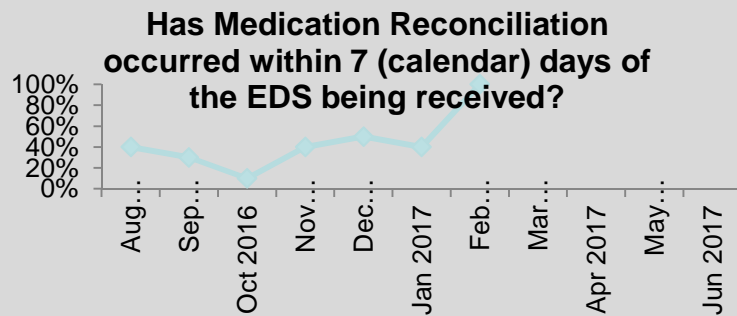 Has Medication Reconciliation
occurred within 7 (calendar) days of
the EDS being received?
100%
80%
60%
40%
20%
0%
Aug…
Sep…
Oct 2016
Nov…
Dec…
Jan 2017
Feb…
Mar…
Apr 2017
May…
Jun 2017